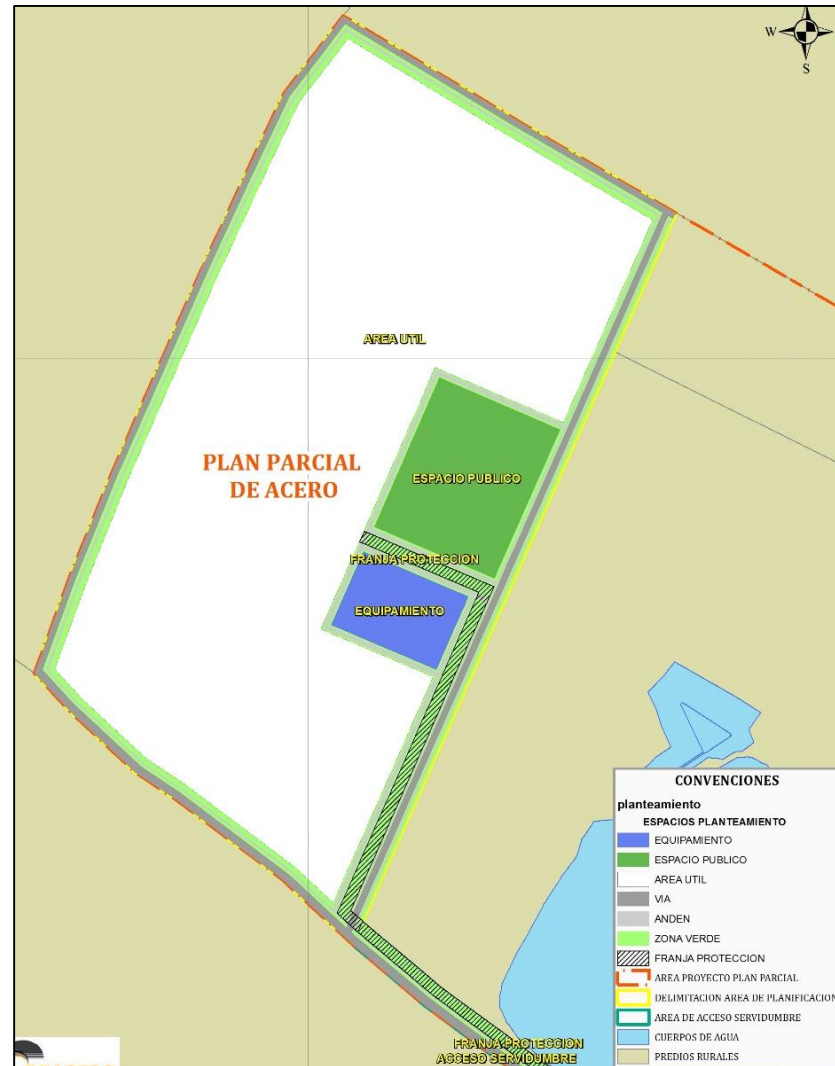 W
S
AREA UTIL
PLAN PARCIAL
DE ACERO
ESPACIO PUBLICO
FRANJA PROTECCION
EQUIPAMIENTO
CONVENCIONES
planteamiento
ESPACIOS PLANTEAMIENTO
EQUIPAMIENTO
ESPACIO PUBLICO
AREA UTIL
VIA
ANDEN
ZONA VERDE
FRANJA PROTECCION
AREA PROYECTO PLAN PARCIAL
DELIMITACION AREA DE PLANIFICACION
AREA DE ACCESO SERVIDUMBRE
CUERPOS DE AGUA
PREDIOS RURALES
FRANJA PROTECCION
ACCESO SERVIDUMBRE